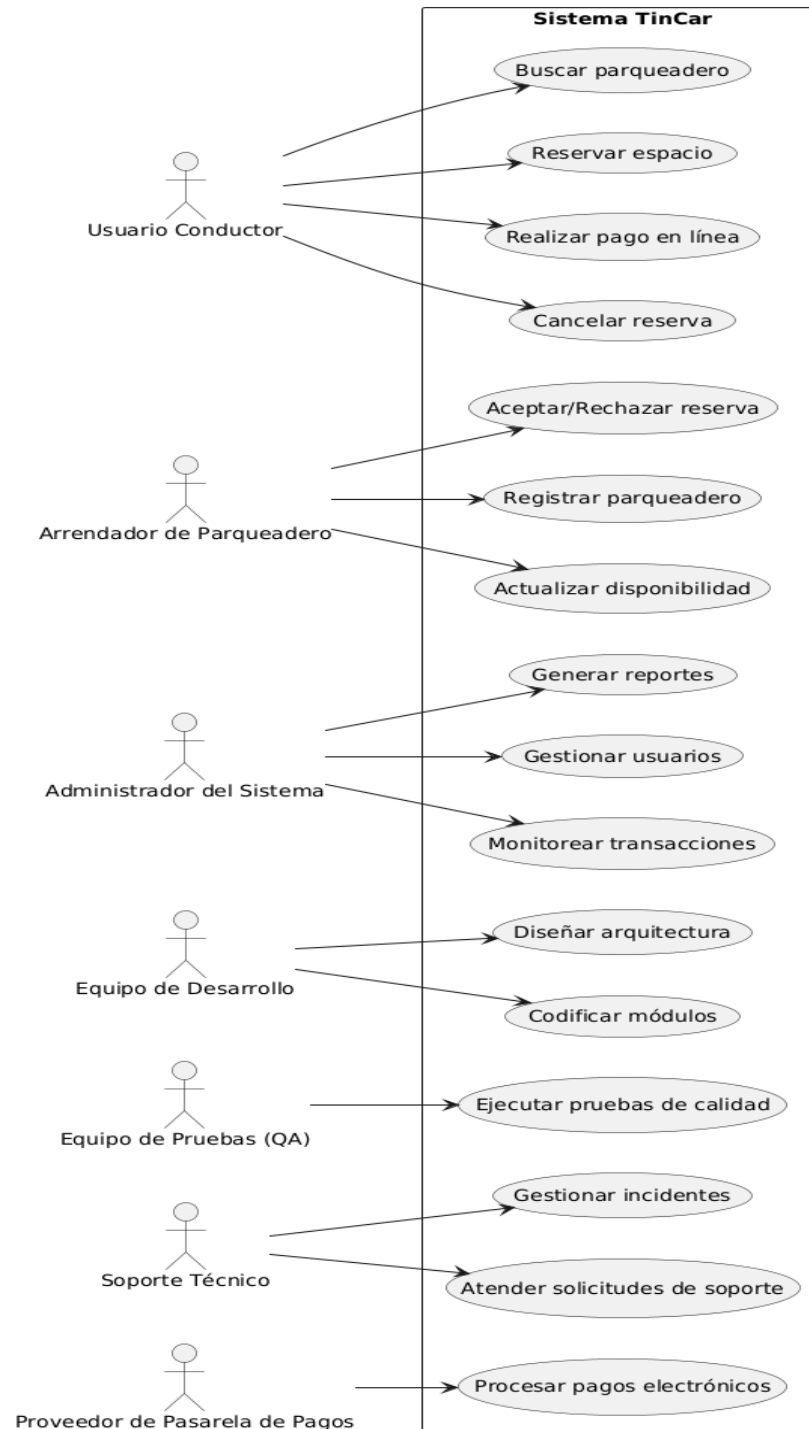 Sistema TinCar
Buscar parqueadero
Reservar espacio
Usuario Conductor
Realizar pago en línea
Cancelar reserva
Aceptar/Rechazar reserva
Registrar parqueadero
Arrendador de Parqueadero
Actualizar disponibilidad
Generar reportes
Gestionar usuarios
Administrador del Sistema
Monitorear transacciones
Diseñar arquitectura
Equipo de Desarrollo
Codificar módulos
Ejecutar pruebas de calidad
Equipo de Pruebas (QA)
Gestionar incidentes
Soporte Técnico
Atender solicitudes de soporte
Procesar pagos electrónicos
Proveedor de Pasarela de Pagos